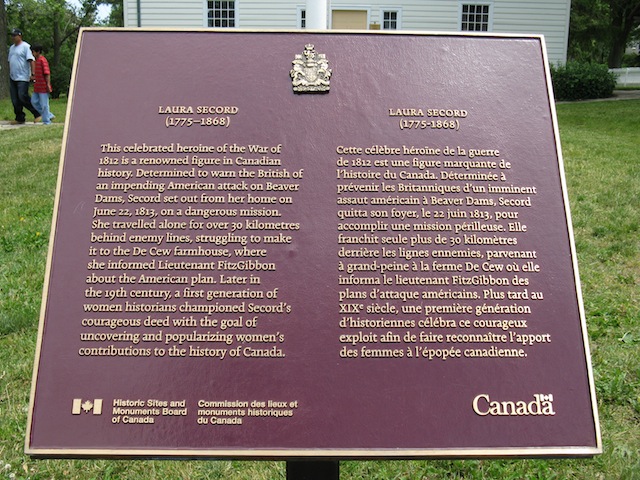 LAURA SECORD
(1775–1868)
This celebrated heroine of the War of
1812 is a renowned figure in Canadian
history. Determined to warn the British of
an impending American attack on Beaver
Dams, Secord set out from her home on
June 22, 1813, on a dangerous mission.
She travelled alone for over 30 kilometres
behind enemy lines, struggling to make
it to the De Cew farmhouse, where
she informed Lieutenant FitzGibbon
about the American plan. Later in
the 19th century, a first generation of
women historians championed Secord's
courageous deed with the goal of
uncovering and popularizing women's
contributions to the history of Canada.
LAURA SECORD
(1775-1868)
Cette célèbre héroïne de la guerre
de 1812 est une figure marquante de
l'histoire du Canada. Déterminée à
prévenir les Britanniques d'un imminent
assaut américain à Beaver Dams, Secord
quitta son foyer, le 22 juin 1813, pour
accomplir une mission périlleuse. Elle
franchit seule plus de 30 kilomètres
derrière les lignes ennemies, parvenant
à grand-peine à la ferme De Cew où elle
informa le lieutenant FitzGibbon des
plans d'attaque américains. Plus tard au
XIXe siècle, une première génération
d'historiennes célébra ce courageux
exploit afin de faire reconnaître l'apport
des femmes à l'épopée canadienne.
Historic Sites and
Monuments Board
of Canada
Commission des lieux et
monuments historiques
du Canada
Canada